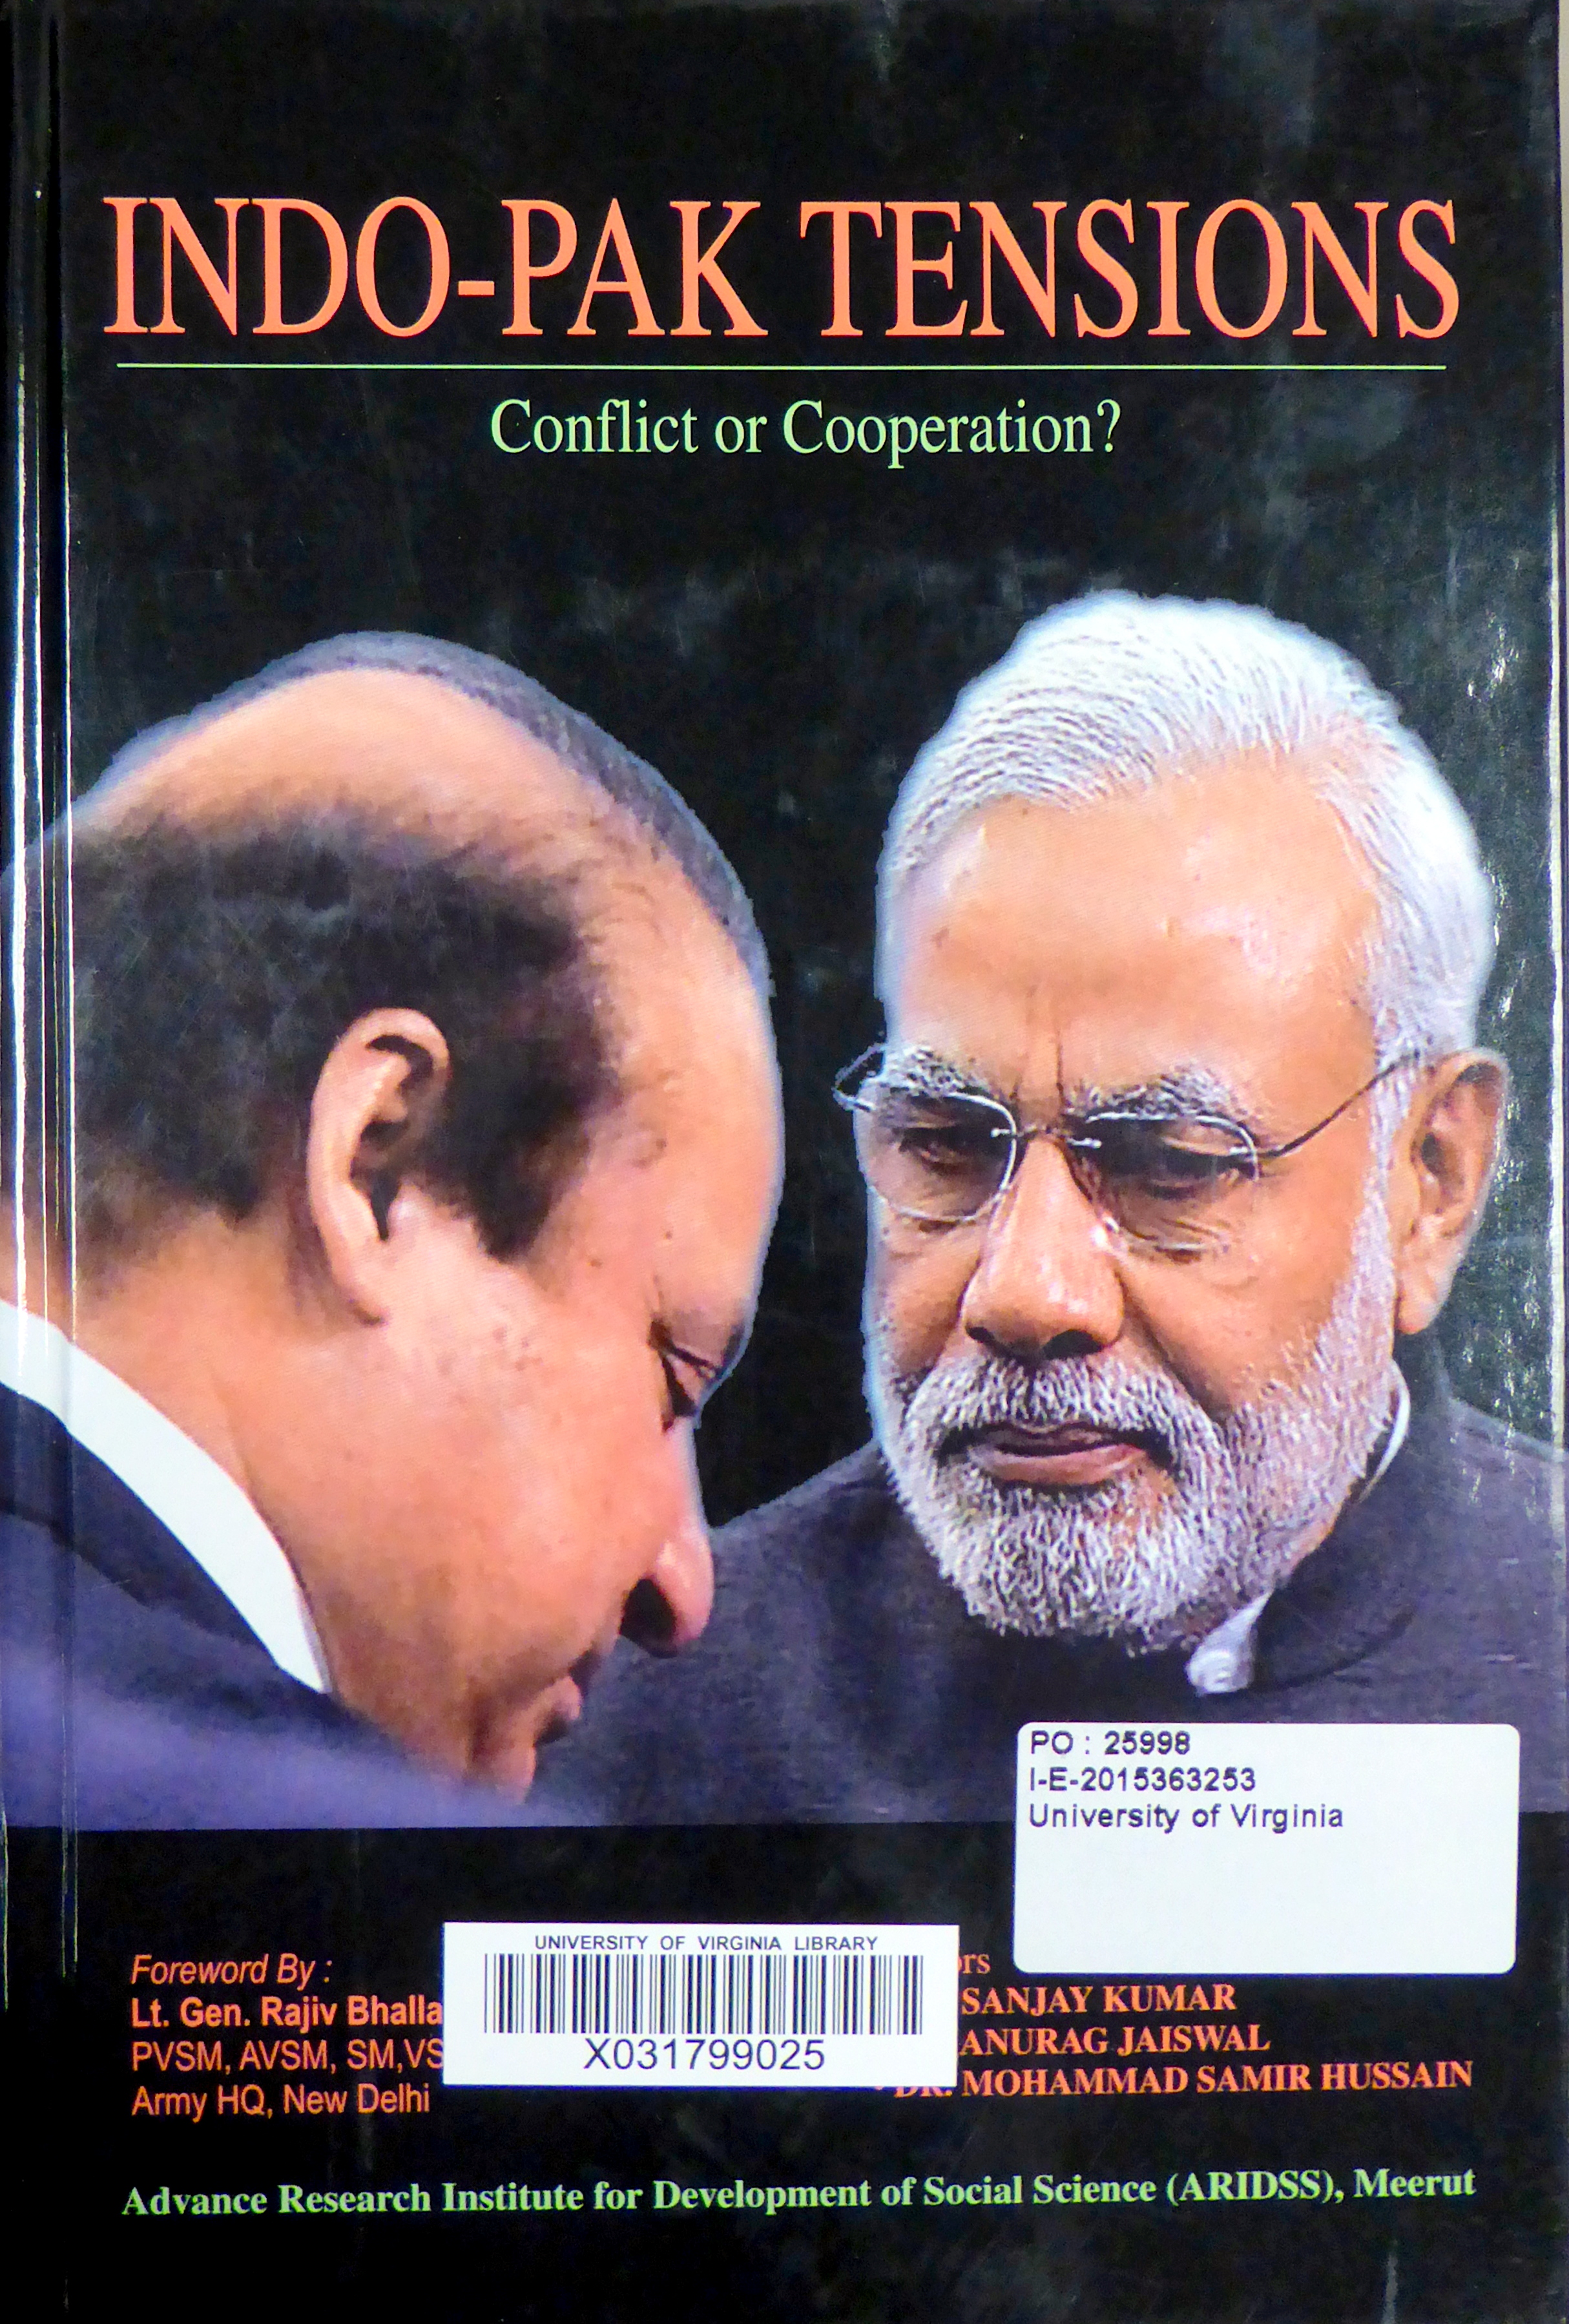 INDO-PAK TENSIONS
Conflict or Cooperation?
PO : 25998
I-E-2015363253
University of Virginia
Foreword By :
Lt. Gen. Rajiv Bhalla
PVSM, AVSM, SM,VS
Army HQ, New Delhi
UNIVERSITY OF VIRGINIA LIBRARY
X031799025
ors
SANJAY KUMAR
ANURAG JAISWAL
DR. MOHAMMAD SAMIR HUSSAIN
Advance Research Institute for Development of Social Science (ARIDSS), Meerut